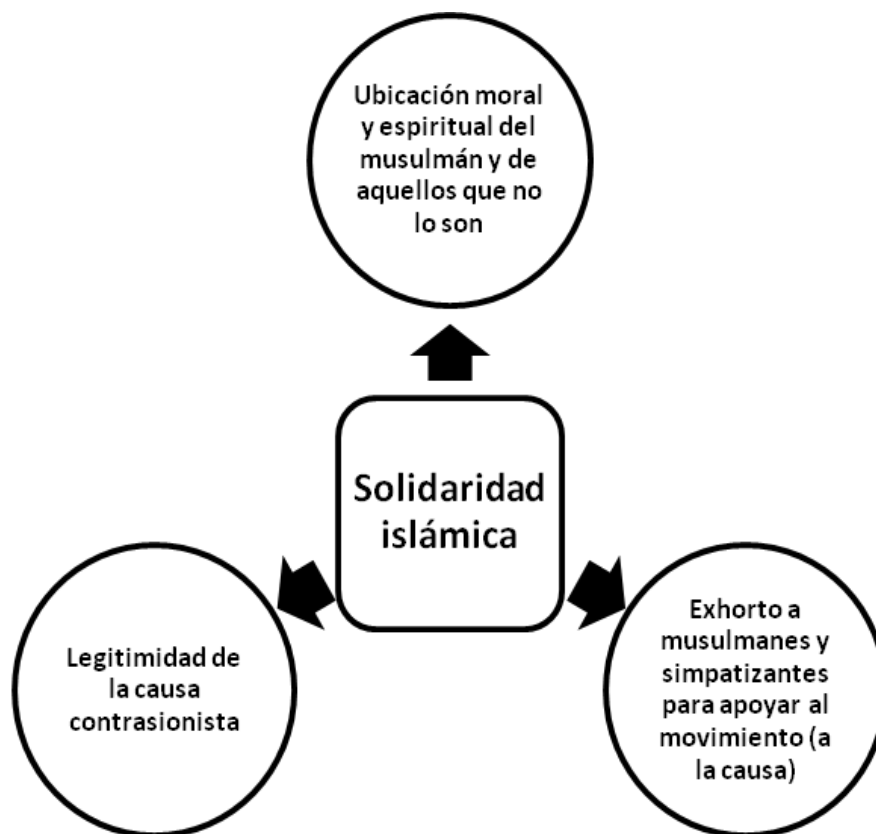 Ubicación moral
y espiritual del
musulmán y de
aquellos que no
lo son
Solidaridad
islámica
Legitimidad de
la causa
contrasionista
Exhorto a
musulmanes y
simpatizantes
para apoyar al
movimiento (a
la causa)